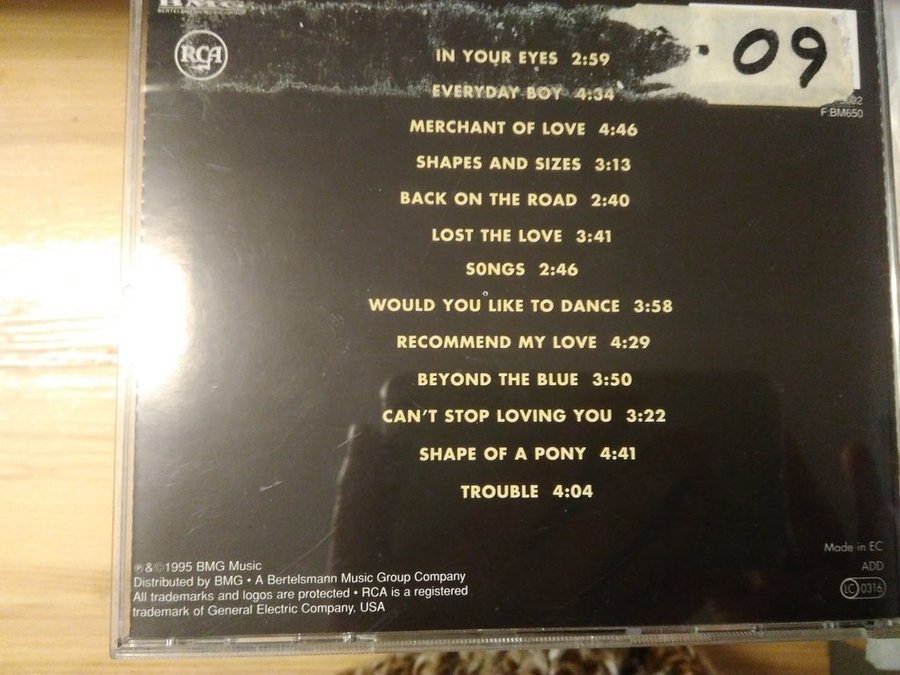 BMG
BERTELSMANN MUSIC GROUP
RCA
09
IN YOUR EYES 2:59
EVERYDAY BOY 4:34
F:BM650
MERCHANT OF LOVE 4:46
SHAPES AND SIZES 3:13
BACK ON THE ROAD 2:40
LOST THE LOVE 3:41
SONGS 2:46
WOULD YOU LIKE TO DANCE 3:58
RECOMMEND MY LOVE 4:29
BEYOND THE BLUE 3:50
CAN'T STOP LOVING YOU 3:22
SHAPE OF A PONY 4:41
TROUBLE 4:04
Made in EC
ADD
LC 0316
℗ & ©1995 BMG Music
Distributed by BMG • A Bertelsmann Music Group Company
All trademarks and logos are protected • RCA is a registered
trademark of General Electric Company, USA